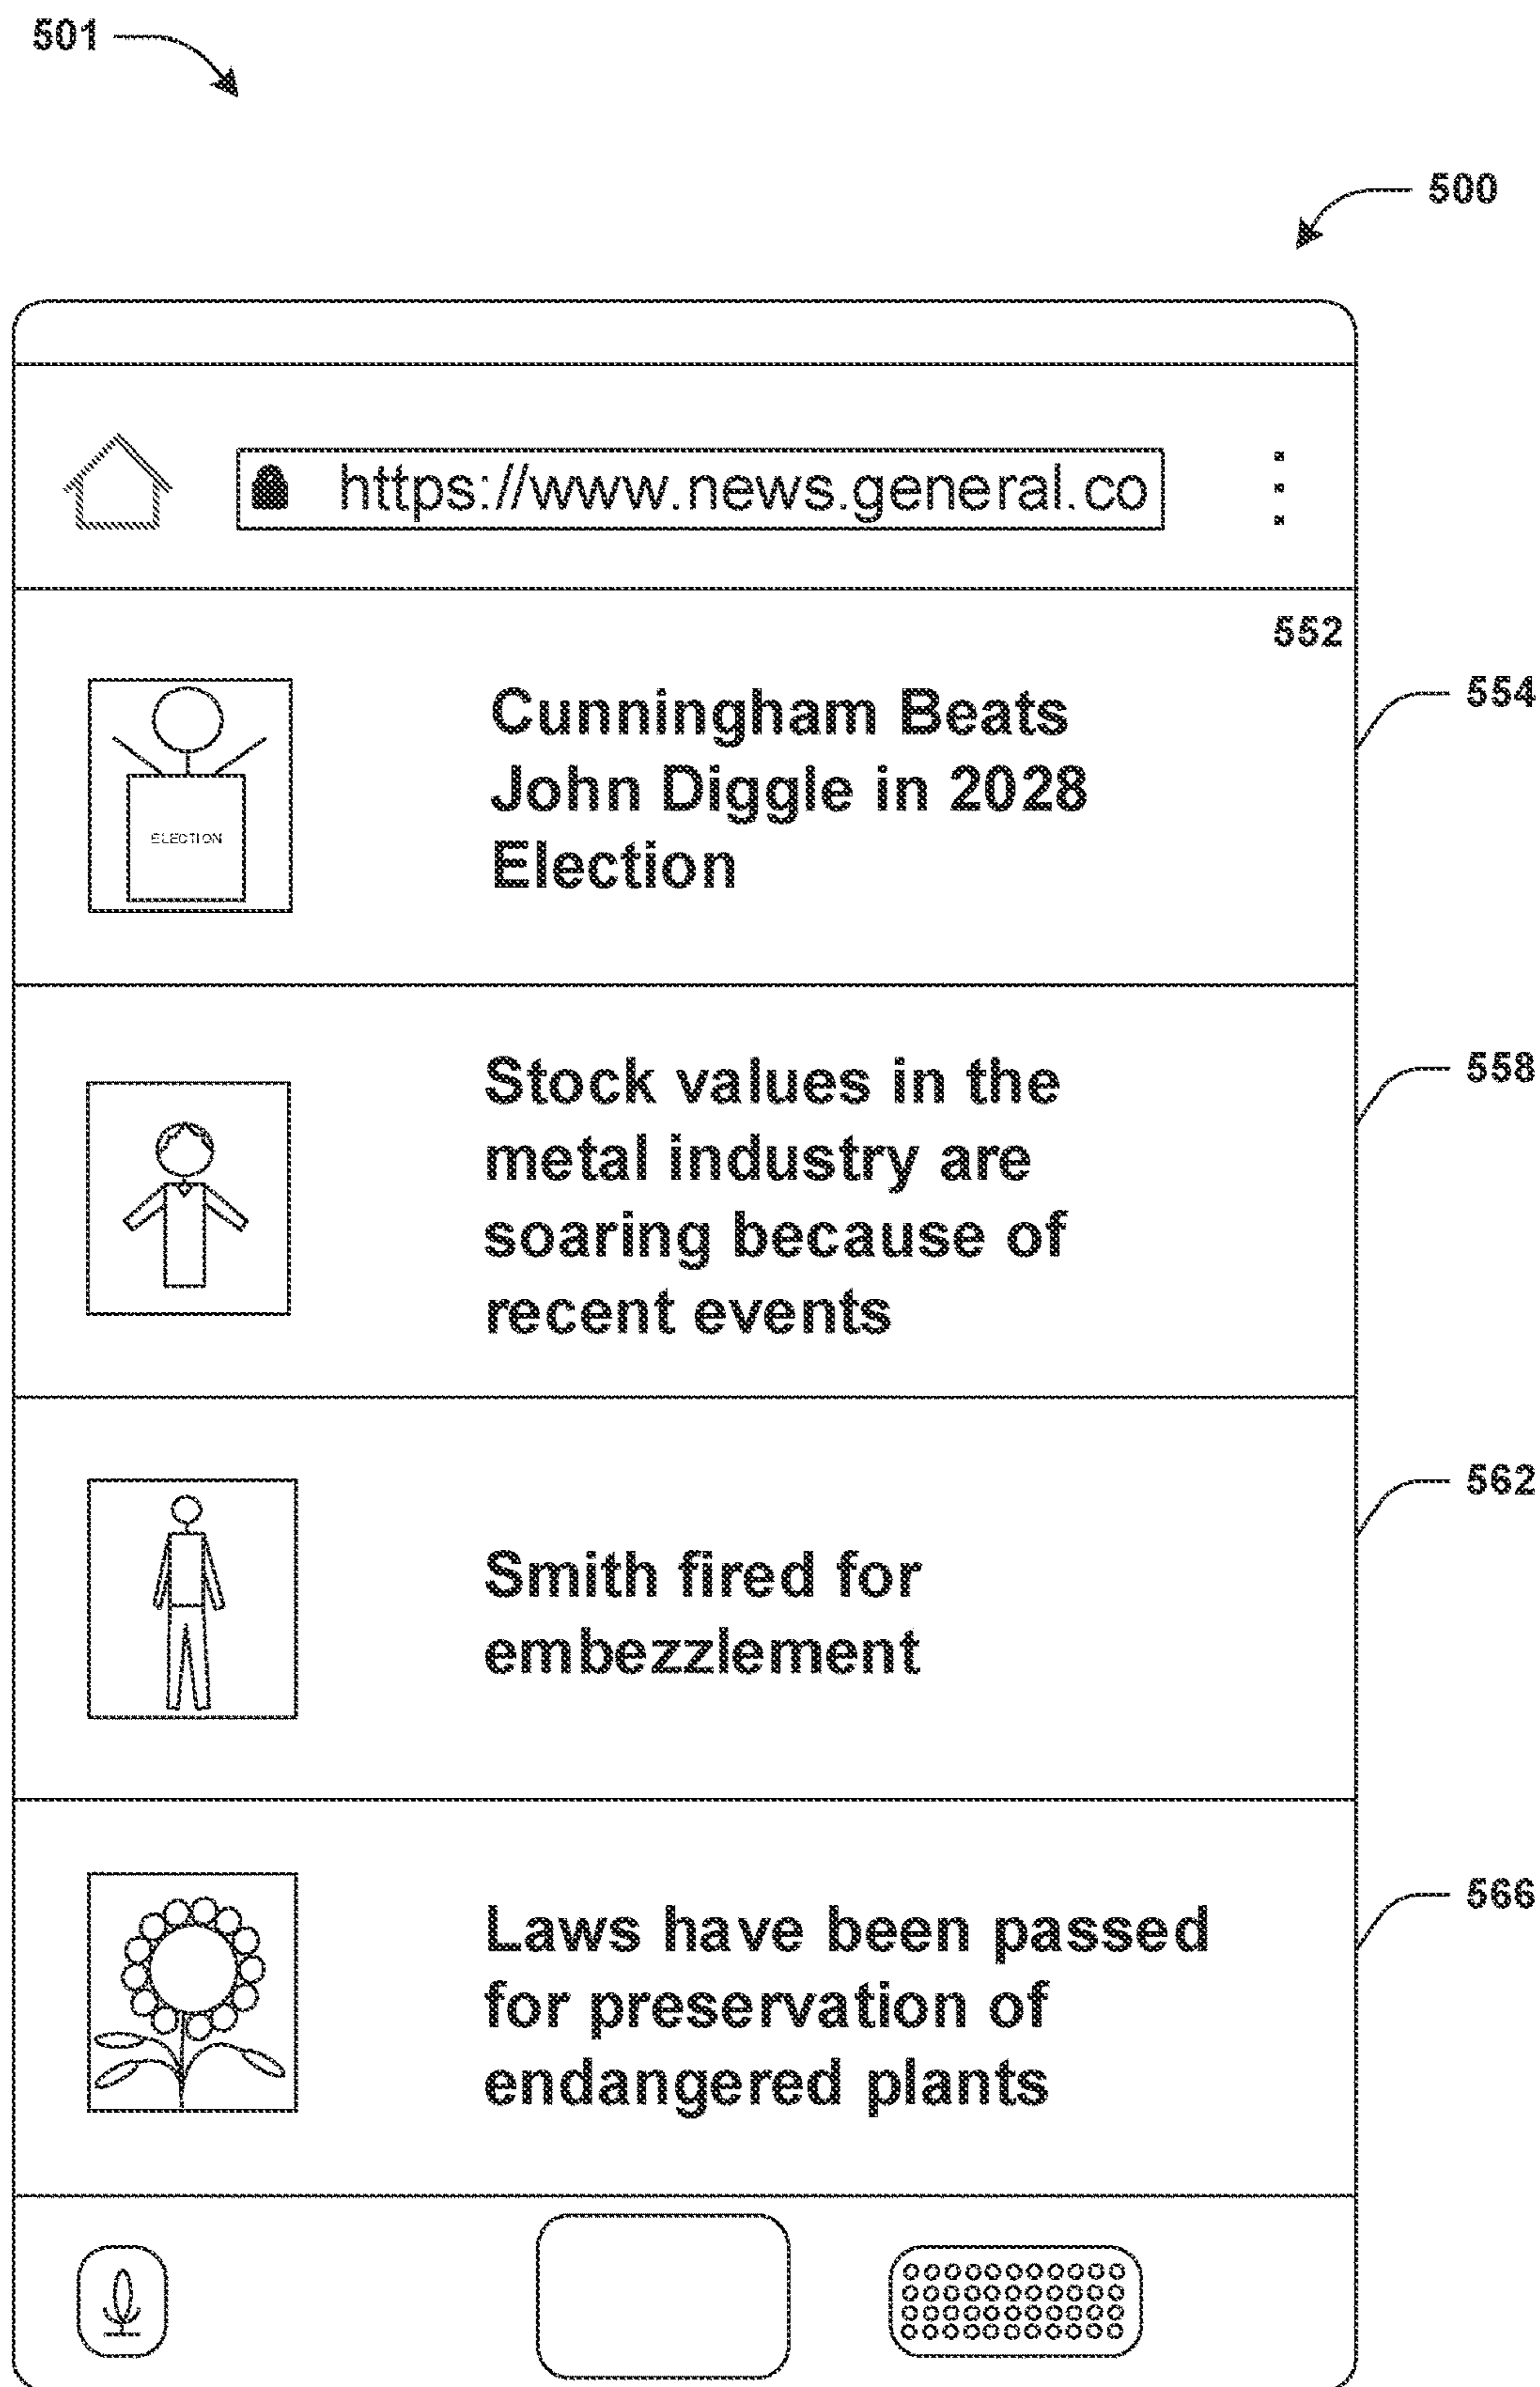 501
500
https://www.news.general.co
552
554
Cunningham Beats
John Diggle in 2028
Election
ELECTION
558
Stock values in the
metal industry are
soaring because of
recent events
562
Smith fired for
embezzlement
566
Laws have been passed
for preservation of
endangered plants